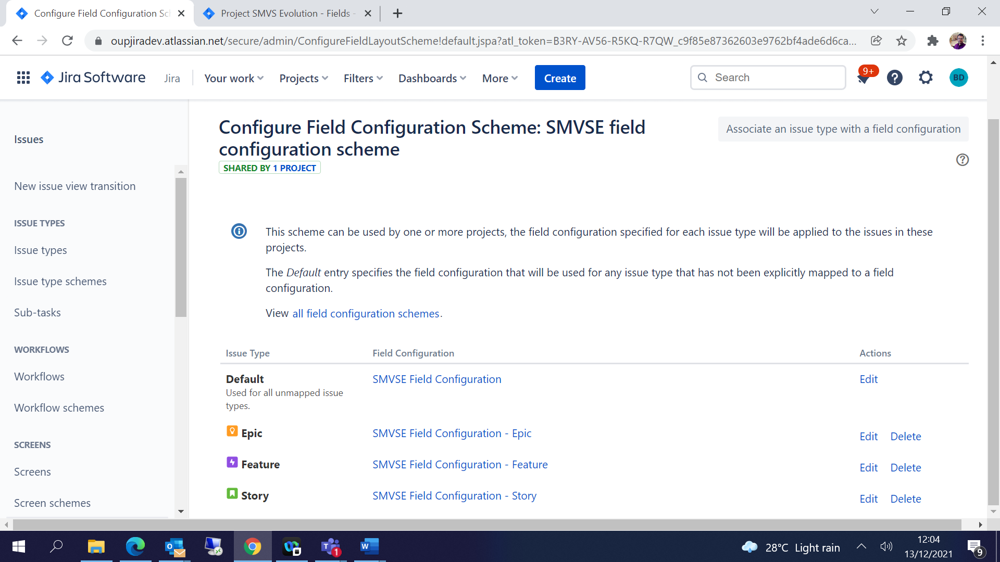 Configure Field Configuration Sc
Project SMVS Evolution - Fields -
oupjiradev.atlassian.net/secure/admin/ConfigureFieldLayoutScheme!default.jspa?atl_token=B3RY-AV56-R5KQ-R7QW_c9f85e87362603e9762bf4ade6d6ca...
Jira Software
Jira
Your work
Projects
Filters
Dashboards
More
Create
Search
9+
BD
Issues
New issue view transition
ISSUE TYPES
Issue types
Issue type schemes
Sub-tasks
WORKFLOWS
Workflows
Workflow schemes
SCREENS
Screens
Screen schemes
Configure Field Configuration Scheme: SMVSE field
configuration scheme
SHARED BY 1 PROJECT
Associate an issue type with a field configuration
This scheme can be used by one or more projects, the field configuration specified for each issue type will be applied to the issues in these
projects.
The Default entry specifies the field configuration that will be used for any issue type that has not been explicitly mapped to a field
configuration.
View all field configuration schemes.
Issue Type Field Configuration Actions
Default SMVSE Field Configuration Edit
Used for all unmapped issue
types.
Epic SMVSE Field Configuration - Epic Edit Delete
Feature SMVSE Field Configuration - Feature Edit Delete
Story SMVSE Field Configuration - Story Edit Delete
1
28°C Light rain
12:04
13/12/2021
9